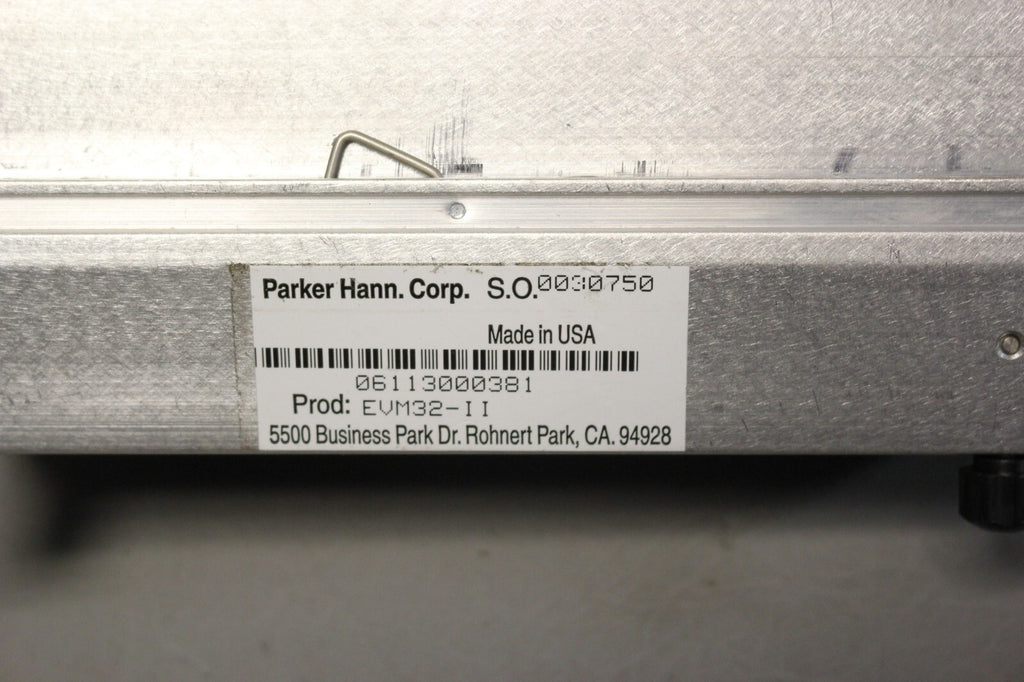 Parker Hann. Corp. S.O. 0030750
Made in USA
06113000381
Prod: EVM32-II
5500 Business Park Dr. Rohnert Park, CA. 94928